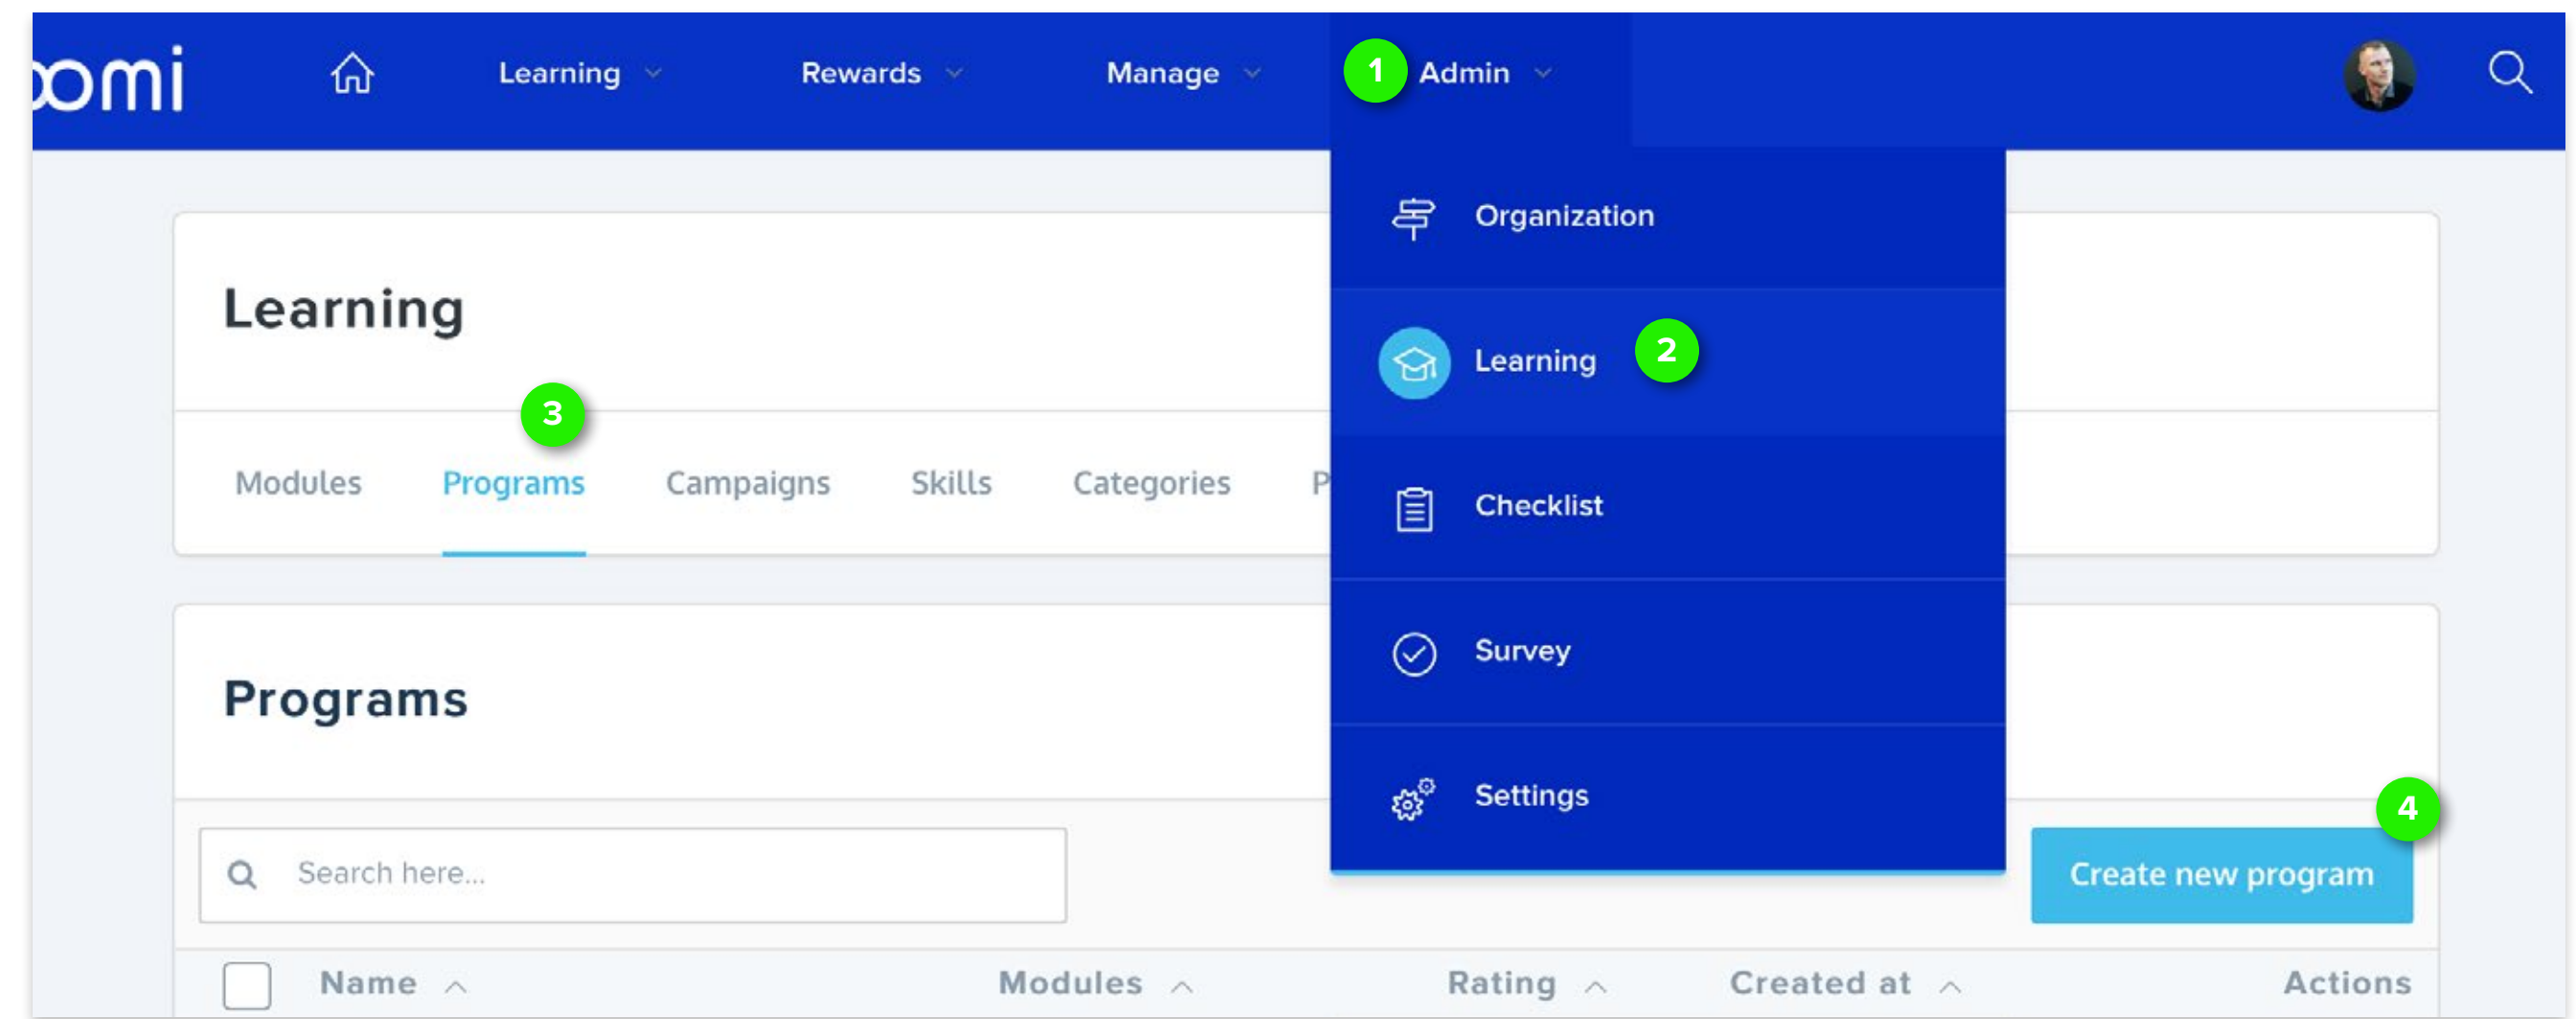 omi
Learning
Rewards
Manage
1
Admin
Organization
Learning
2
Checklist
Survey
Settings
Learning
3
Modules
Programs
Campaigns
Skills
Categories
P
Programs
4
Search here...
Create new program
Name
Modules
Rating
Created at
Actions